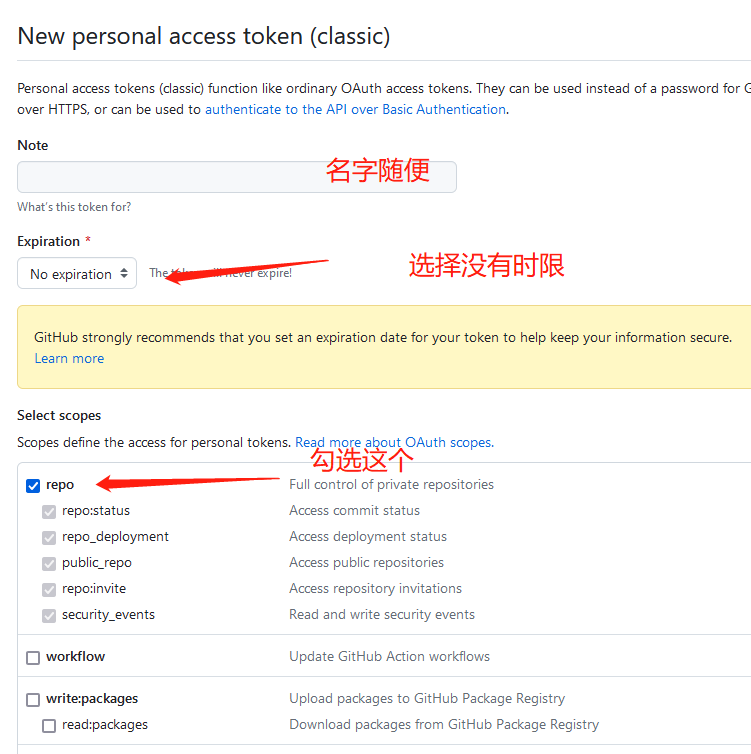 New personal access token (classic)
Personal access tokens (classic) function like ordinary OAuth access tokens. They can be used instead of a password for G
over HTTPS, or can be used to authenticate to the API over Basic Authentication.
Note
名字随便
What's this token for?
Expiration *
选择没有时限
No expiration The token will never expire!
GitHub strongly recommends that you set an expiration date for your token to help keep your information secure.
Learn more
Select scopes
Scopes define the access for personal tokens. Read more about OAuth scopes.
勾选这个
repo Full control of private repositories
repo:status Access commit status
repo_deployment Access deployment status
public_repo Access public repositories
repo:invite Access repository invitations
security_events Read and write security events
workflow Update GitHub Action workflows
write:packages Upload packages to GitHub Package Registry
read:packages Download packages from GitHub Package Registry